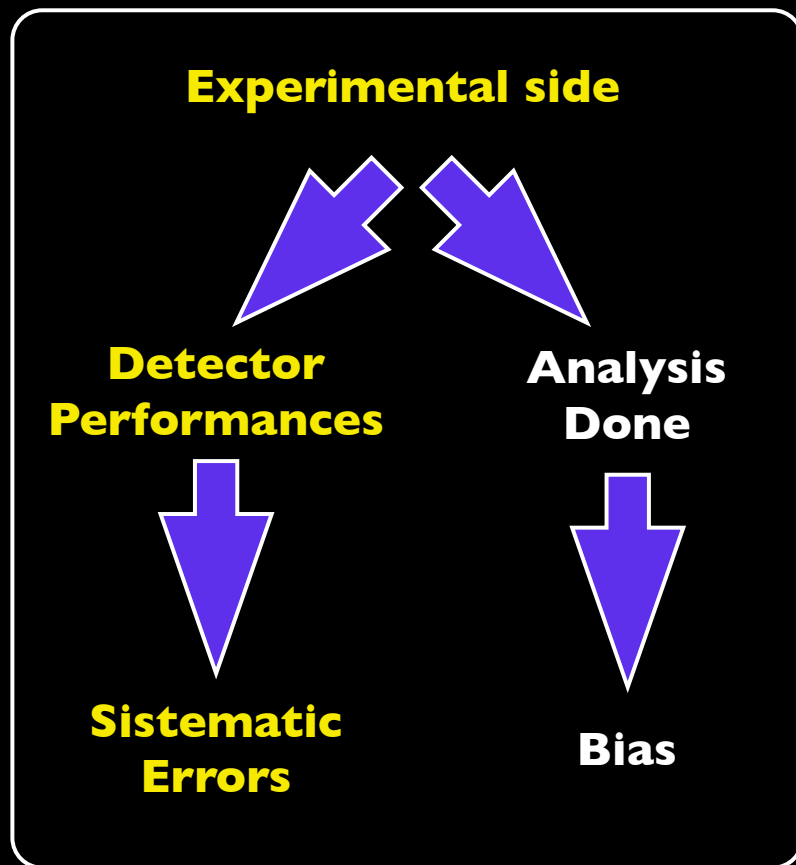 Experimental side
Detector
Performances
Analysis
Done
Sistematic
Errors
Bias